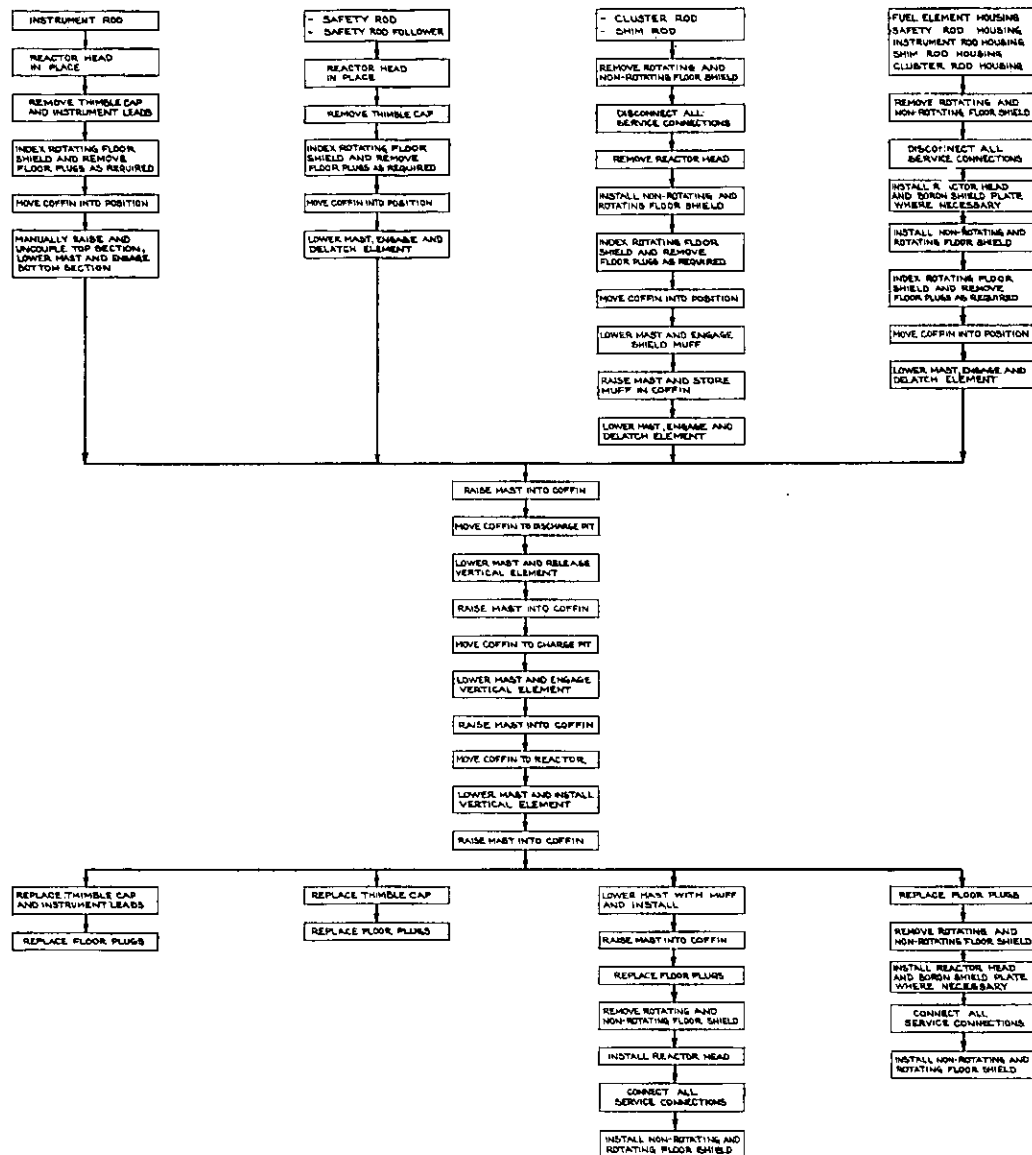 INSTRUMENT ROD
REACTOR HEAD
IN PLACE
REMOVE THIMBLE CAP
AND INSTRUMENT LEADS
INDEX ROTATING FLOOR
SHIELD AND REMOVE
FLOOR PLUGS AS REQUIRED
MOVE COFFIN INTO POSITION
MANUALLY RAISE AND
UNCOUPLE TOP SECTION,
LOWER MAST AND ENGAGE
BOTTOM SECTION
- SAFETY ROD
- SAFETY ROD FOLLOWER
REACTOR HEAD
IN PLACE
REMOVE THIMBLE CAP
INDEX ROTATING FLOOR
SHIELD AND REMOVE
FLOOR PLUGS AS REQUIRED
MOVE COFFIN INTO POSITION
LOWER MAST, ENGAGE AND
DELATCH ELEMENT
- CLUSTER ROD
- SHIM ROD
REMOVE ROTATING AND
NON-ROTATING FLOOR SHIELD
DISCONNECT ALL
SERVICE CONNECTIONS
REMOVE REACTOR HEAD
INSTALL NON-ROTATING AND
ROTATING FLOOR SHIELD
INDEX ROTATING FLOOR
SHIELD AND REMOVE
FLOOR PLUGS AS REQUIRED
MOVE COFFIN INTO POSITION
LOWER MAST AND ENGAGE
SHIELD MUFF
RAISE MAST AND STORE
MUFF IN COFFIN
LOWER MAST, ENGAGE AND
DELATCH ELEMENT
FUEL ELEMENT HOUSING
SAFETY ROD HOUSING
INSTRUMENT ROD HOUSING
SHIM ROD HOUSING
CLUSTER ROD HOUSING
REMOVE ROTATING AND
NON-ROTATING FLOOR SHIELD
DISCONNECT ALL
SERVICE CONNECTIONS
INSTALL R CTOR HEAD
AND BORON SHIELD PLATE
WHERE NECESSARY
INSTALL NON-ROTATING AND
ROTATING FLOOR SHIELD
INDEX ROTATING FLOOR
SHIELD AND REMOVE
FLOOR PLUGS AS REQUIRED
MOVE COFFIN INTO POSITION
LOWER MAST, ENGAGE AND
DELATCH ELEMENT
RAISE MAST INTO COFFIN
MOVE COFFIN TO DISCHARGE PIT
LOWER MAST AND RELEASE
VERTICAL ELEMENT
RAISE MAST INTO COFFIN
MOVE COFFIN TO CHARGE PIT
LOWER MAST AND ENGAGE
VERTICAL ELEMENT
RAISE MAST INTO COFFIN
MOVE COFFIN TO REACTOR.
LOWER MAST AND INSTALL
VERTICAL ELEMENT
RAISE MAST INTO COFFIN
REPLACE THIMBLE CAP
AND INSTRUMENT LEADS
REPLACE FLOOR PLUGS
REPLACE THIMBLE CAP
REPLACE FLOOR PLUGS
LOWER MAST WITH MUFF
AND INSTALL
RAISE MAST INTO COFFIN
REPLACE FLOOR PLUGS
REMOVE ROTATING AND
NON-ROTATING FLOOR SHIELD
INSTALL REACTOR HEAD
CONNECT ALL
SERVICE CONNECTIONS
INSTALL NON-ROTATING AND
ROTATING FLOOR SHIELD
REPLACE FLOOR PLUGS
REMOVE ROTATING AND
NON-ROTATING FLOOR SHIELD
INSTALL REACTOR HEAD
AND BORON SHIELD PLATE
WHERE NECESSARY
CONNECT ALL
SERVICE CONNECTIONS
INSTALL NON-ROTATING AND
ROTATING FLOOR SHIELD